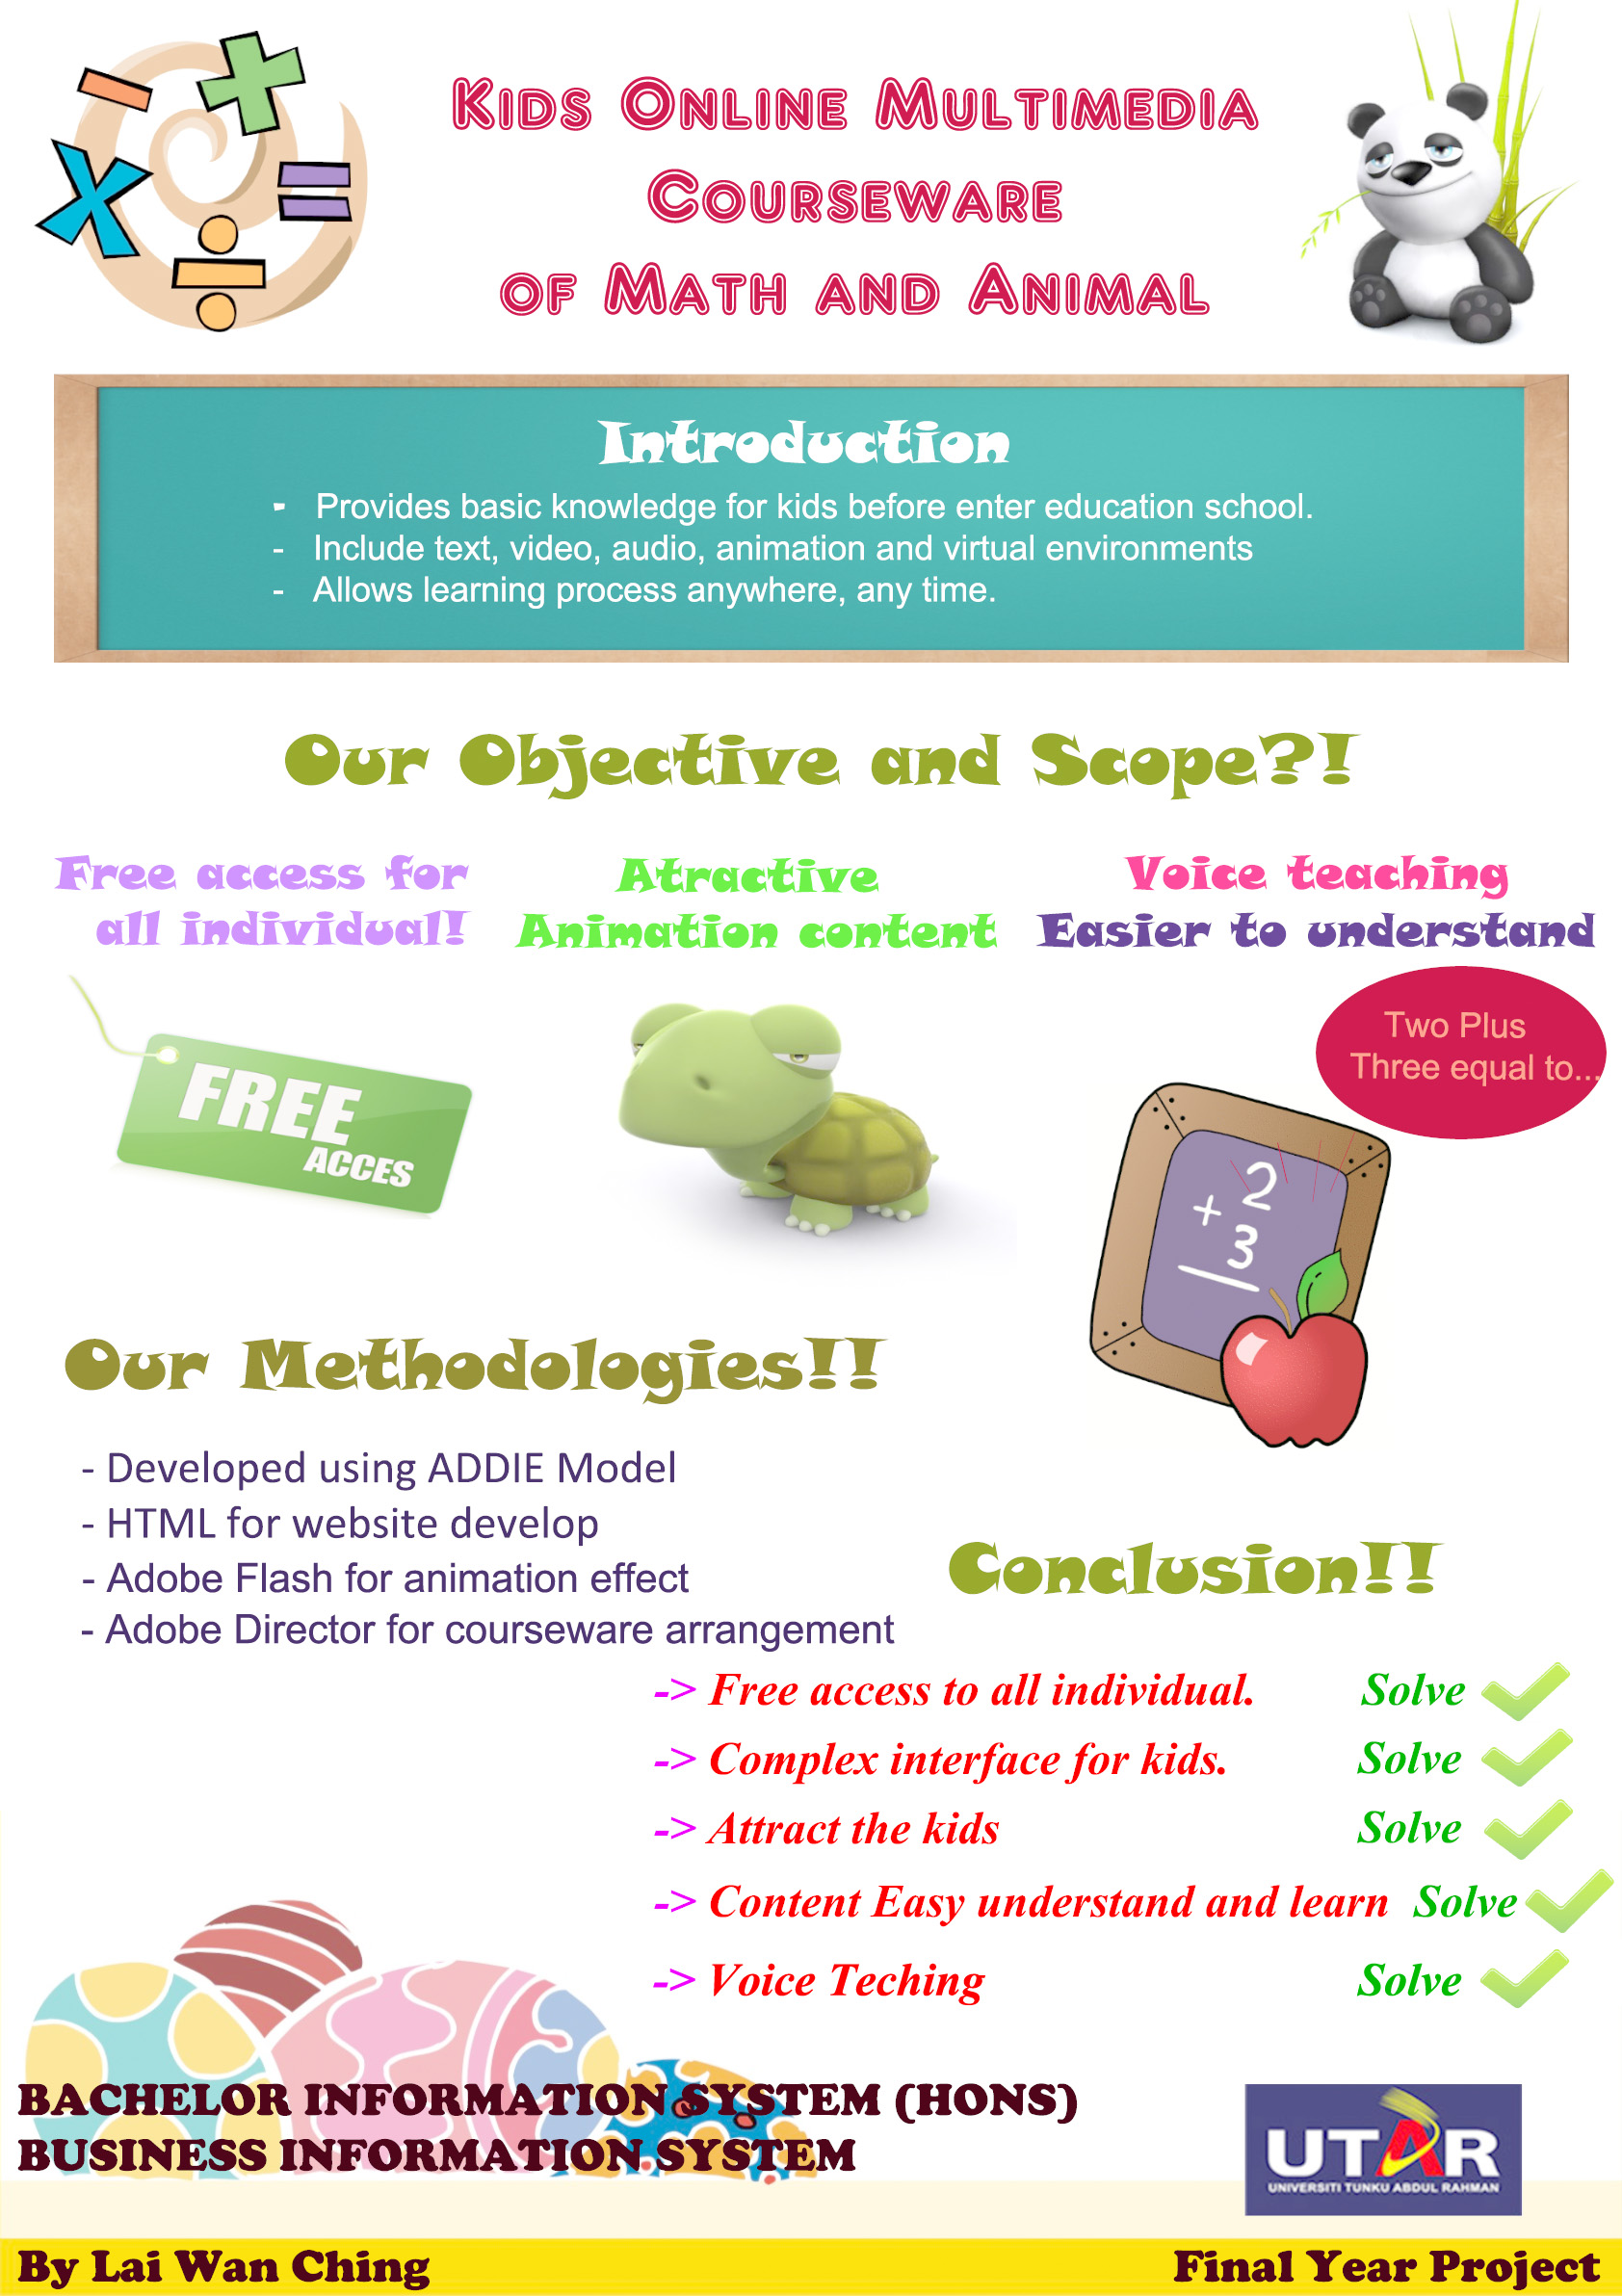 Kids Online Multimedia
Courseware
of Math and Animal
Introduction
- Provides basic knowledge for kids before enter education school.
- Include text, video, audio, animation and virtual environments
- Allows learning process anywhere, any time.
Our Objective and Scope?!
Free access for
all individual!
Atractive
Animation content
Voice teaching
Easier to understand
FREE
ACCES
Two Plus
Three equal to...
2
+
3
Our Methodologies!!
- Developed using ADDIE Model
- HTML for website develop
- Adobe Flash for animation effect
- Adobe Director for courseware arrangement
Conclusion!!
-> Free access to all individual. Solve
-> Complex interface for kids. Solve
-> Attract the kids Solve
-> Content Easy understand and learn Solve
-> Voice Teching Solve
BACHELOR INFORMATION SYSTEM (HONS)
BUSINESS INFORMATION SYSTEM
UTAR
UNIVERSITI TUNKU ABDUL RAHMAN
By Lai Wan Ching
Final Year Project